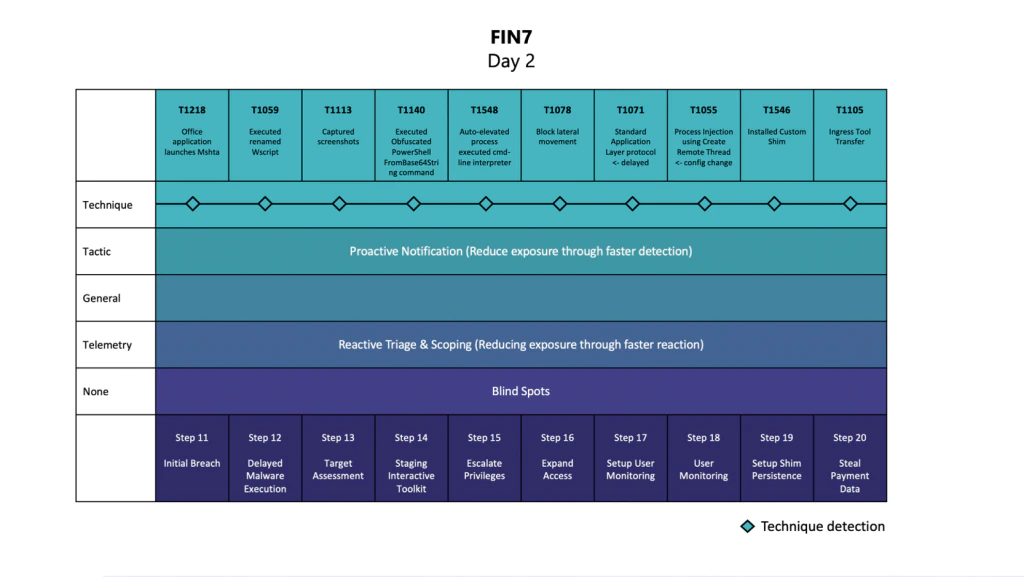 FIN7
Day 2
T1218
Office
application
launches Mshta
T1059
Executed
renamed
Wscript
T1113
Captured
screenshots
T1140
Executed
Obfuscated
PowerShell
FromBase64Stri
ng command
T1548
Auto-elevated
process
executed cmd-
line interpreter
T1078
Block lateral
movement
T1071
Standard
Application
Layer protocol
<- delayed
T1055
Process Injection
using Create
Remote Thread
<- config change
T1546
Installed Custom
Shim
T1105
Ingress Tool
Transfer
Technique
Tactic
Proactive Notification (Reduce exposure through faster detection)
General
Telemetry
Reactive Triage & Scoping (Reducing exposure through faster reaction)
None
Blind Spots
Step 11
Initial Breach
Step 12
Delayed
Malware
Execution
Step 13
Target
Assessment
Step 14
Staging
Interactive
Toolkit
Step 15
Escalate
Privileges
Step 16
Expand
Access
Step 17
Setup User
Monitoring
Step 18
User
Monitoring
Step 19
Setup Shim
Persistence
Step 20
Steal
Payment
Data
Technique detection